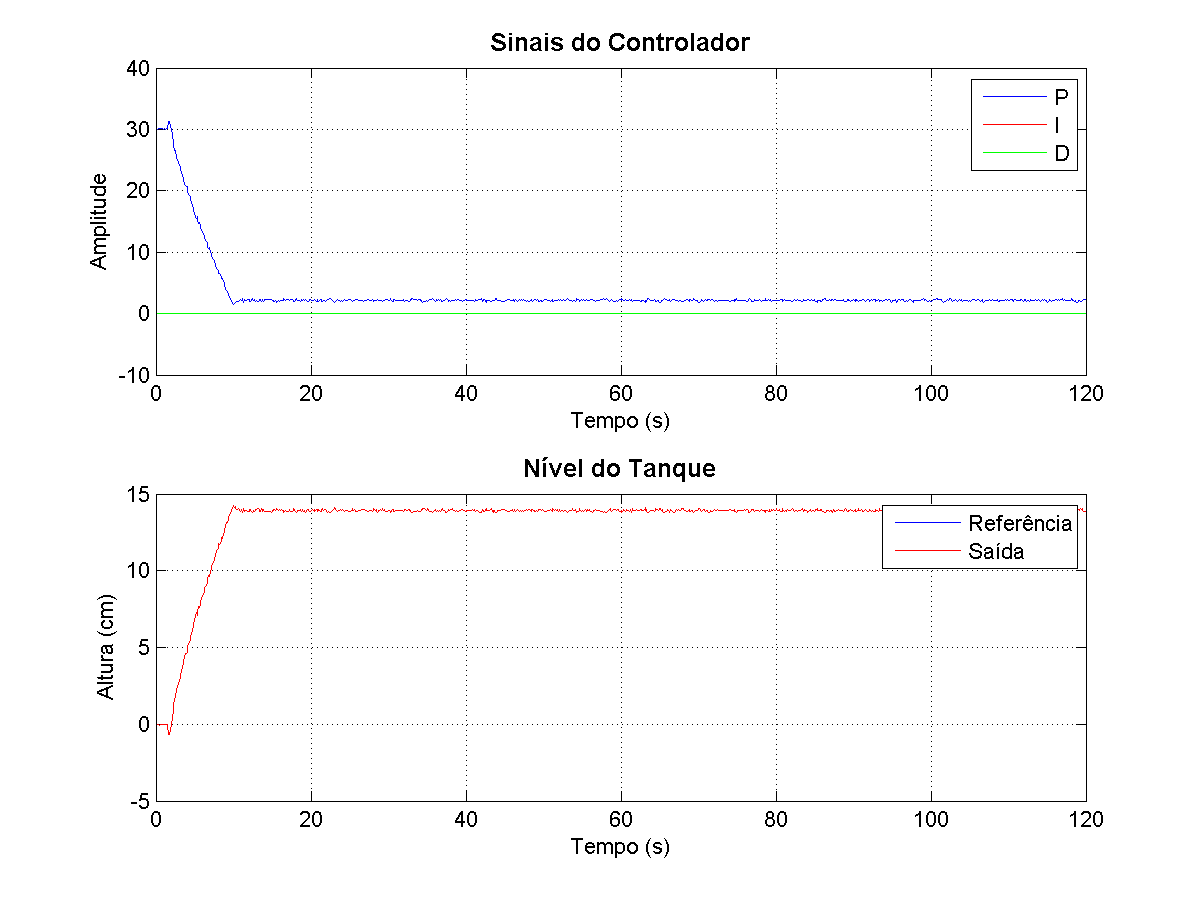 Sinais do Controlador
40
30
20
10
0
-10
Amplitude
P
I
D
0 20 40 60 80 100 120
Tempo (s)
Nível do Tanque
15
10
5
0
-5
Altura (cm)
Referência
Saída
0 20 40 60 80 100 120
Tempo (s)